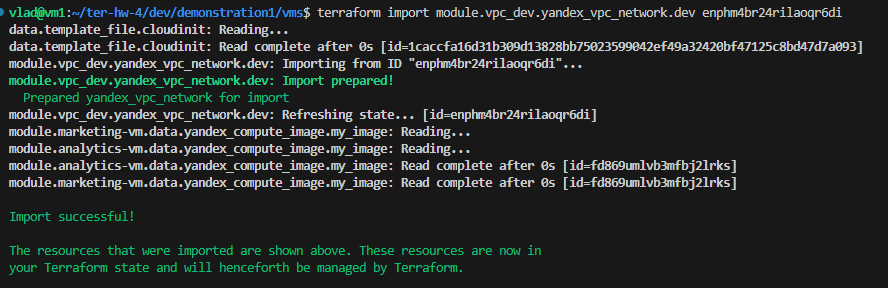 vlad@vm1:~/ter-hw-4/dev/demonstration1/vms$ terraform import module.vpc_dev.yandex_vpc_network.dev enphm4br24rilaoqr6di
data.template_file.cloudinit: Reading...
data.template_file.cloudinit: Read complete after 0s [id=1caccfa16d31b309d13828bb75023599042ef49a32420bf47125c8bd47d7a093]
module.vpc_dev.yandex_vpc_network.dev: Importing from ID "enphm4br24rilaoqr6di"...
module.vpc_dev.yandex_vpc_network.dev: Import prepared!
  Prepared yandex_vpc_network for import
module.vpc_dev.yandex_vpc_network.dev: Refreshing state... [id=enphm4br24rilaoqr6di]
module.marketing-vm.data.yandex_compute_image.my_image: Reading...
module.analytics-vm.data.yandex_compute_image.my_image: Reading...
module.analytics-vm.data.yandex_compute_image.my_image: Read complete after 0s [id=fd869umlvb3mfbj2lrks]
module.marketing-vm.data.yandex_compute_image.my_image: Read complete after 0s [id=fd869umlvb3mfbj2lrks]
Import successful!
The resources that were imported are shown above. These resources are now in
your Terraform state and will henceforth be managed by Terraform.